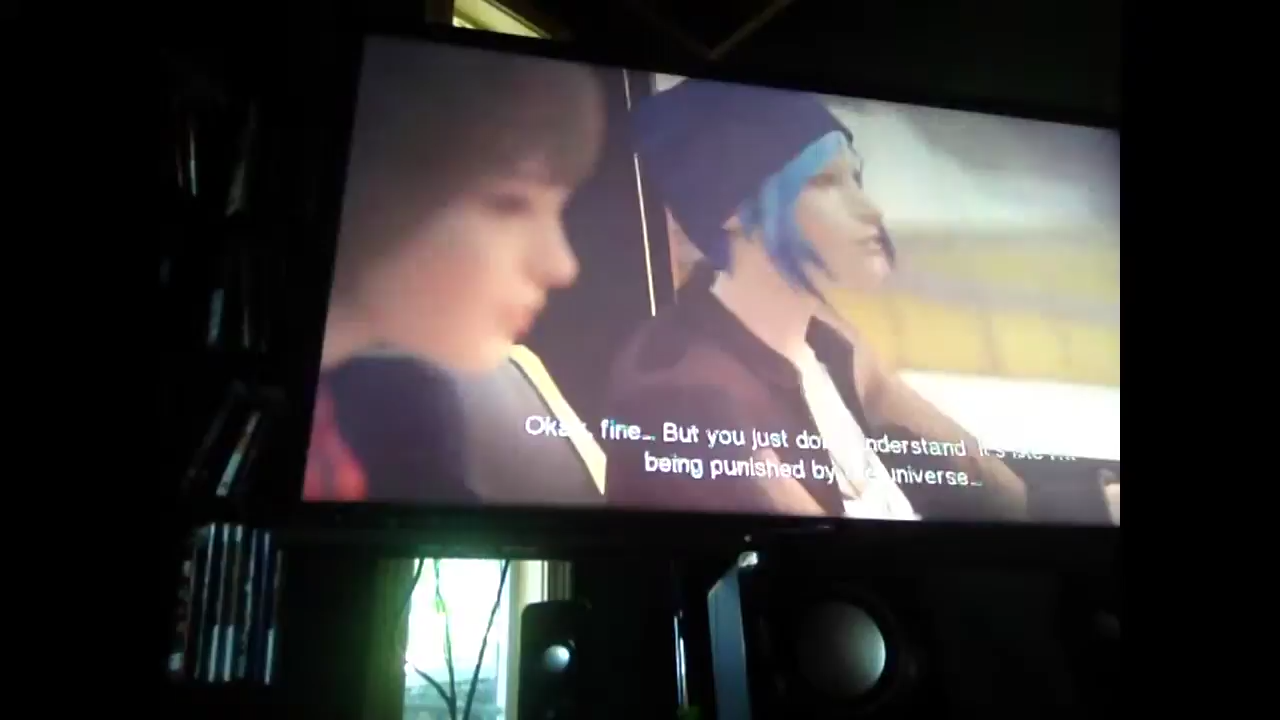 Okay, fine... But you just don't understand. It's like I'm
being punished by the universe...